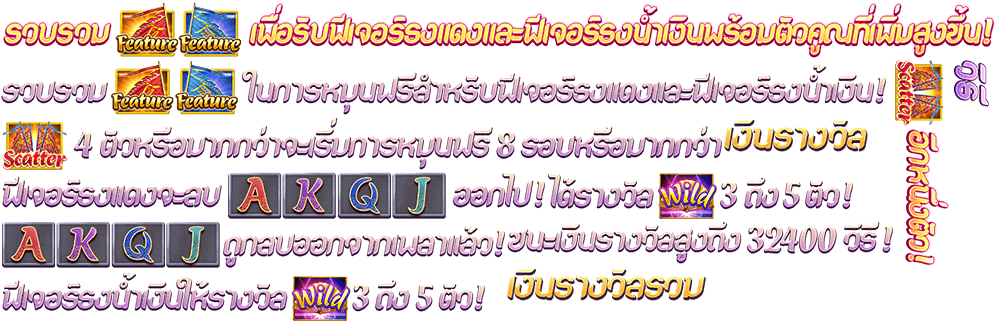 รวบรวม Feature Feature เพื่อรับฟีเจอร์ธงแดงและฟีเจอร์ธงน้ำเงินพร้อมตัวคูณที่เพิ่มสูงขึ้น!
รวบรวม Feature Feature ในการหมุนฟรีสำหรับฟีเจอร์ธงแดงและฟีเจอร์ธงน้ำเงิน!
Scatter
วิธี
Scatter 4 ตัวหรือมากกว่าจะเริ่มการหมุนฟรี 8 รอบหรือมากกว่า
เงินรางวัล
อีกหนึ่งตัว!
ฟีเจอร์ธงแดงจะลบ A K Q J ออกไป! ได้รางวัล Wild 3 ถึง 5 ตัว!
A K Q J ถูกลบออกจากเพลาแล้ว! ชนะเงินรางวัลสูงถึง 32400 วิธี!
ฟีเจอร์ธงน้ำเงินให้รางวัล Wild 3 ถึง 5 ตัว!
เงินรางวัลรวม